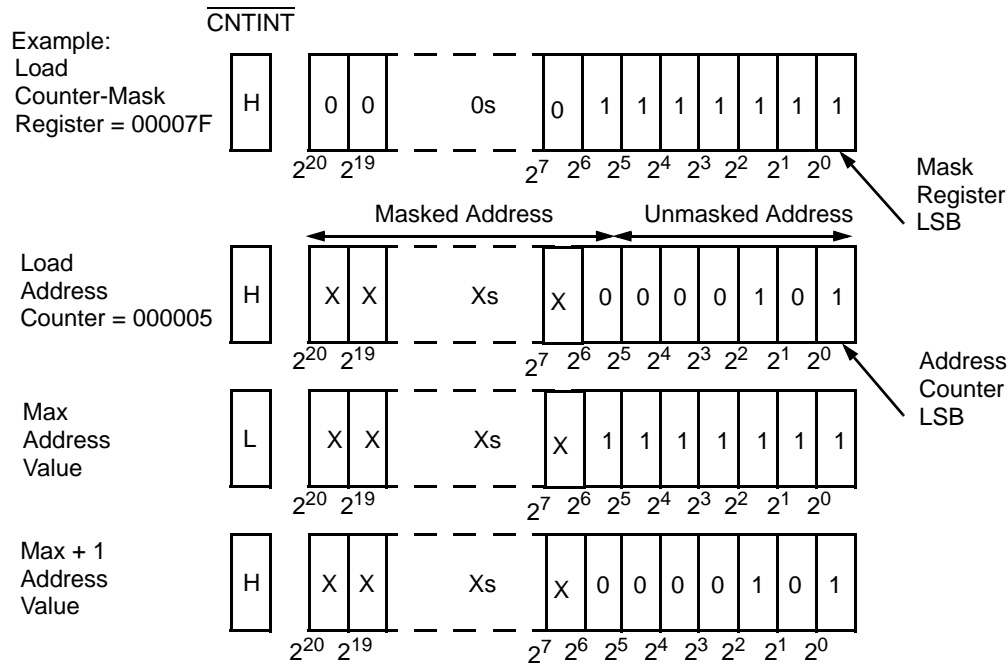 CNTINT
Example:
Load
Counter-Mask
Register = 00007F
H 0 0 0s 0 1 1 1 1 1 1 1
2^20 2^19 2^7 2^6 2^5 2^4 2^3 2^2 2^1 2^0
Mask
Register
LSB
Masked Address Unmasked Address
Load
Address
Counter = 000005
H X X Xs X 0 0 0 0 1 0 1
2^20 2^19 2^7 2^6 2^5 2^4 2^3 2^2 2^1 2^0
Address
Counter
LSB
Max
Address
Value
L X X Xs X 1 1 1 1 1 1 1
2^20 2^19 2^7 2^6 2^5 2^4 2^3 2^2 2^1 2^0
Max + 1
Address
Value
H X X Xs X 0 0 0 0 1 0 1
2^20 2^19 2^7 2^6 2^5 2^4 2^3 2^2 2^1 2^0